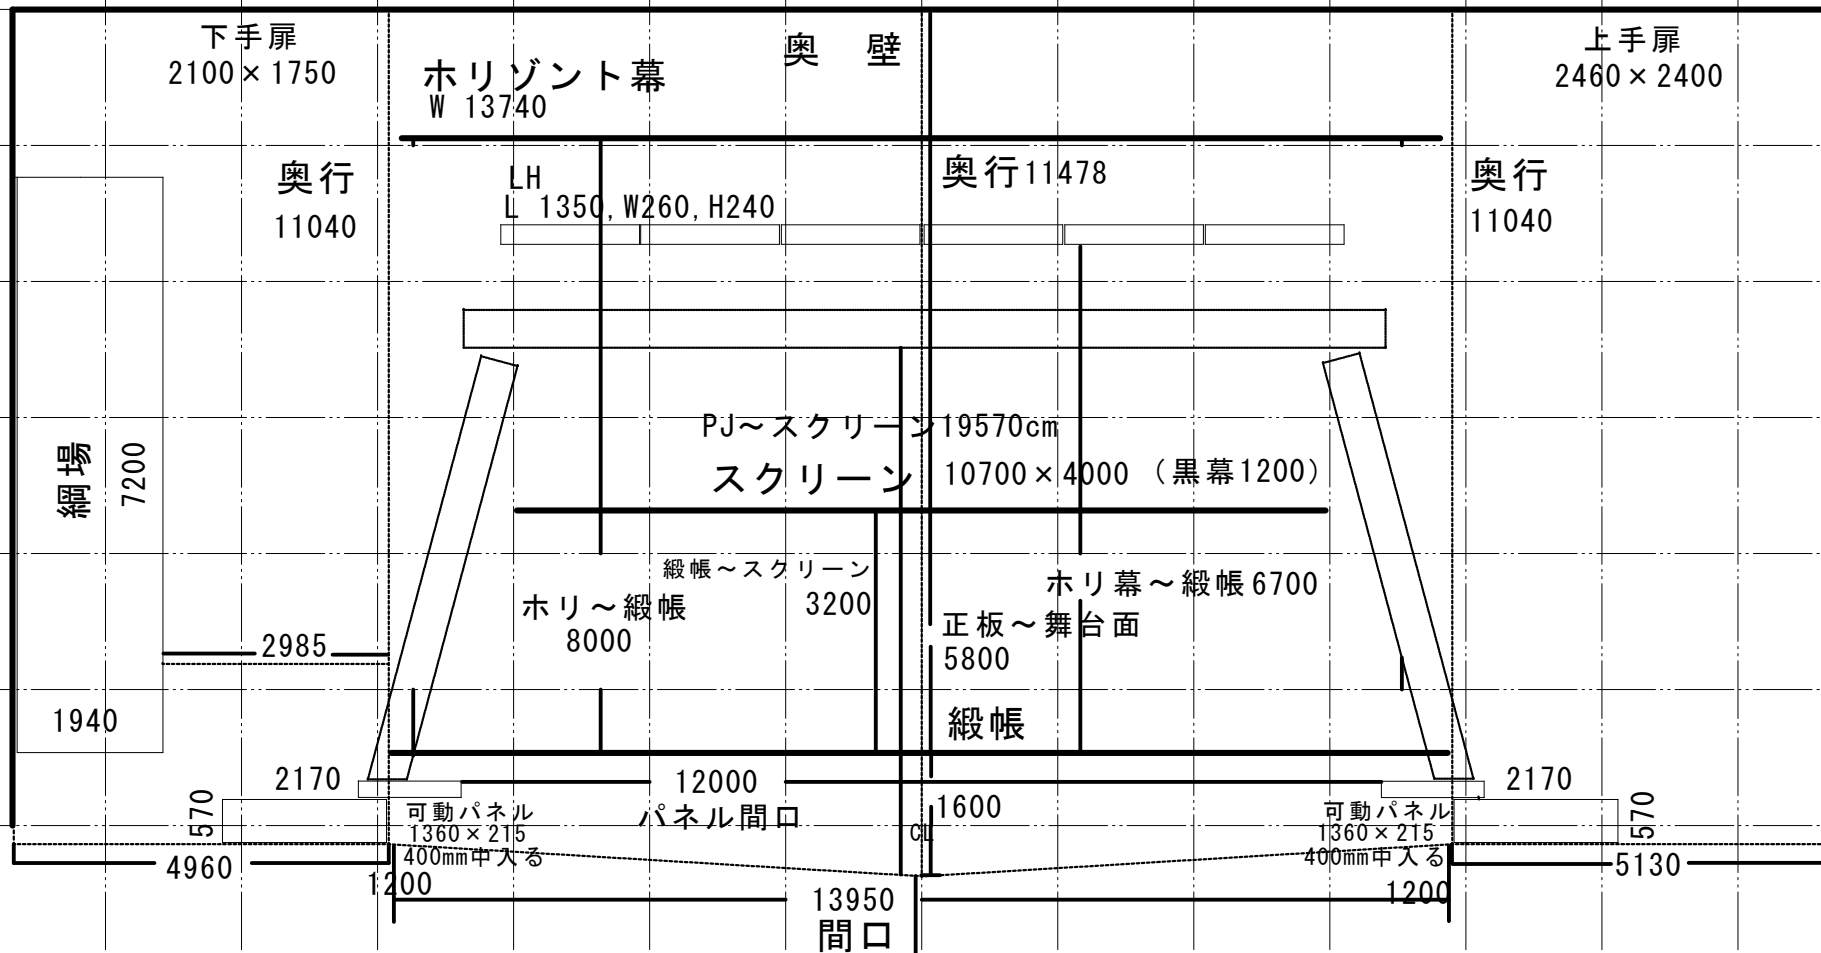 下手扉
2100×1750
奥 壁
上手扉
2460×2400
ホリゾント幕
W 13740
奥行
11040
LH
L 1350,W260,H240
奥行11478
奥行
11040
PJ～スクリーン19570cm
スクリーン 10700×4000 （黒幕1200）
綱場
7200
1940
2985
緞帳～スクリーン
3200
ホリ～緞帳
8000
ホリ幕～緞帳6700
正板～舞台面
5800
緞帳
2170
12000
パネル間口
1600
CL
2170
570
可動パネル
1360×215
400mm中入る
可動パネル
1360×215
400mm中入る
570
4960
1200
13950
間口
1200
5130